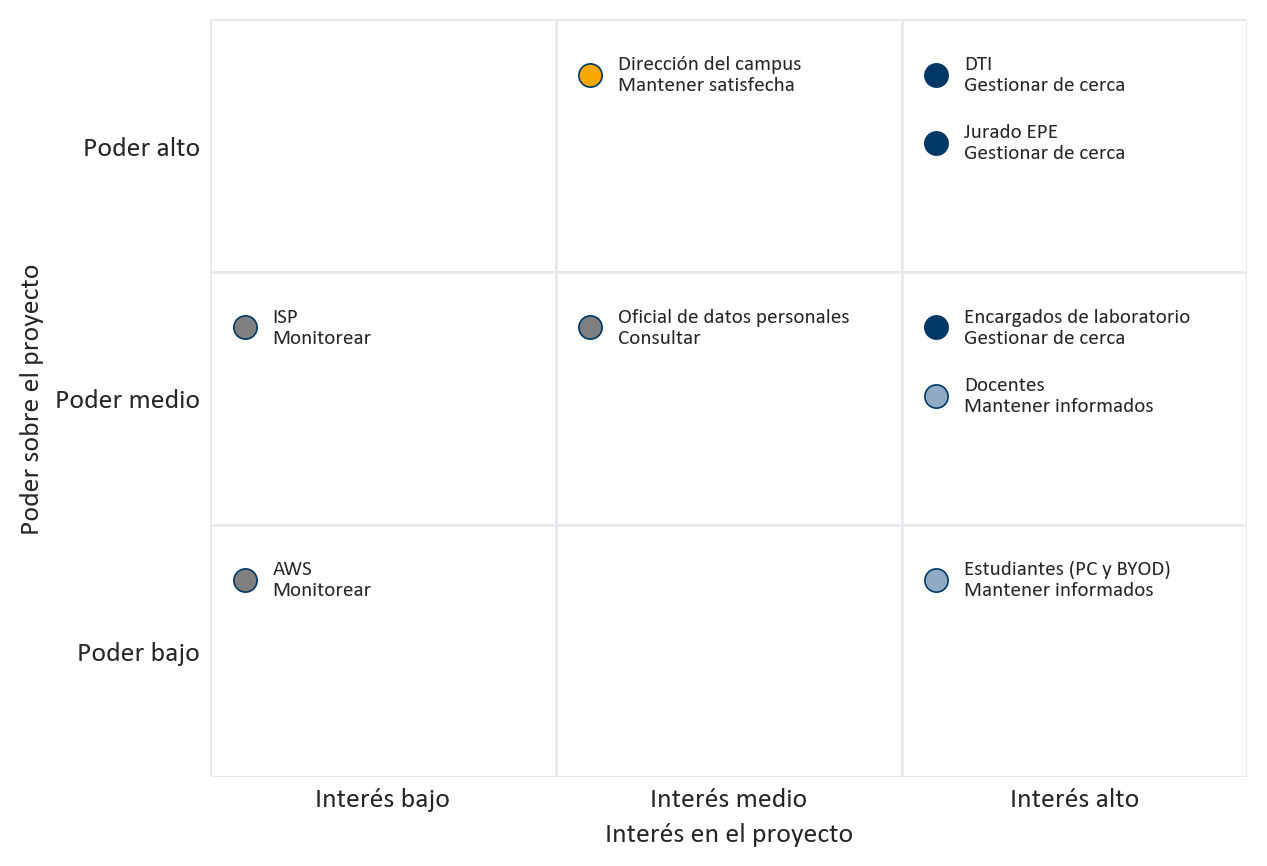 Poder sobre el proyecto
Poder alto
Dirección del campus
Mantener satisfecha
DTI
Gestionar de cerca
Jurado EPE
Gestionar de cerca
Poder medio
ISP
Monitorear
Oficial de datos personales
Consultar
Encargados de laboratorio
Gestionar de cerca
Docentes
Mantener informados
Poder bajo
AWS
Monitorear
Estudiantes (PC y BYOD)
Mantener informados
Interés bajo
Interés medio
Interés alto
Interés en el proyecto